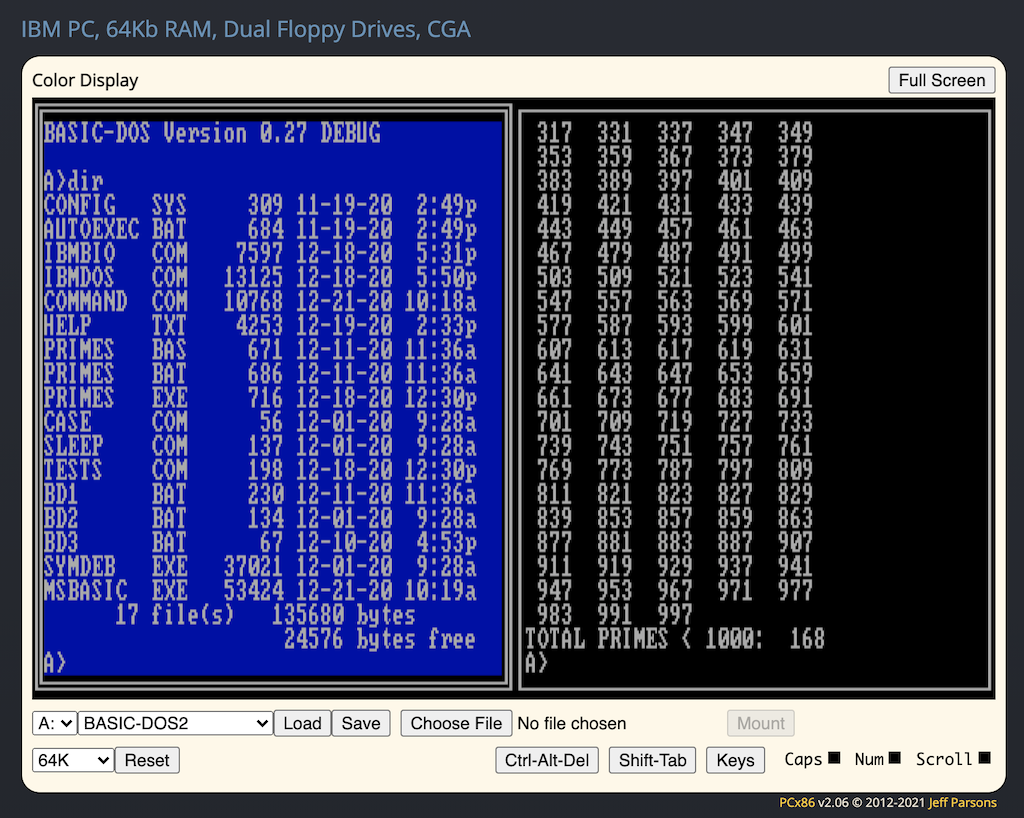 IBM PC, 64Kb RAM, Dual Floppy Drives, CGA
Color Display
Full Screen
BASIC-DOS Version 0.27 DEBUG
A>dir
CONFIG   SYS       309 11-19-20  2:49p
AUTOEXEC BAT       684 11-19-20  2:49p
IBMBIO   COM      7597 12-18-20  5:31p
IBMDOS   COM     13125 12-18-20  5:50p
COMMAND  COM     10768 12-21-20 10:18a
HELP     TXT      4253 12-19-20  2:33p
PRIMES   BAS       671 12-11-20 11:36a
PRIMES   BAT       686 12-11-20 11:36a
PRIMES   EXE       716 12-18-20 12:30p
CASE     COM        56 12-01-20  9:28a
SLEEP    COM       137 12-01-20  9:28a
TESTS    COM       198 12-18-20 12:30p
BD1      BAT       230 12-11-20 11:36a
BD2      BAT       134 12-01-20  9:28a
BD3      BAT        67 12-10-20  4:53p
SYMDEB   EXE     37021 12-01-20  9:28a
MSBASIC  EXE     53424 12-21-20 10:19a
17 file(s)   135680 bytes
24576 bytes free
A>
317  331  337  347  349
353  359  367  373  379
383  389  397  401  409
419  421  431  433  439
443  449  457  461  463
467  479  487  491  499
503  509  521  523  541
547  557  563  569  571
577  587  593  599  601
607  613  617  619  631
641  643  647  653  659
661  673  677  683  691
701  709  719  727  733
739  743  751  757  761
769  773  787  797  809
811  821  823  827  829
839  853  857  859  863
877  881  883  887  907
911  919  929  937  941
947  953  967  971  977
983  991  997
TOTAL PRIMES < 1000:  168
A>
A: BASIC-DOS2 Load Save Choose File No file chosen Mount
64K Reset Ctrl-Alt-Del Shift-Tab Keys Caps Num Scroll
PCx86 v2.06 © 2012-2021 Jeff Parsons